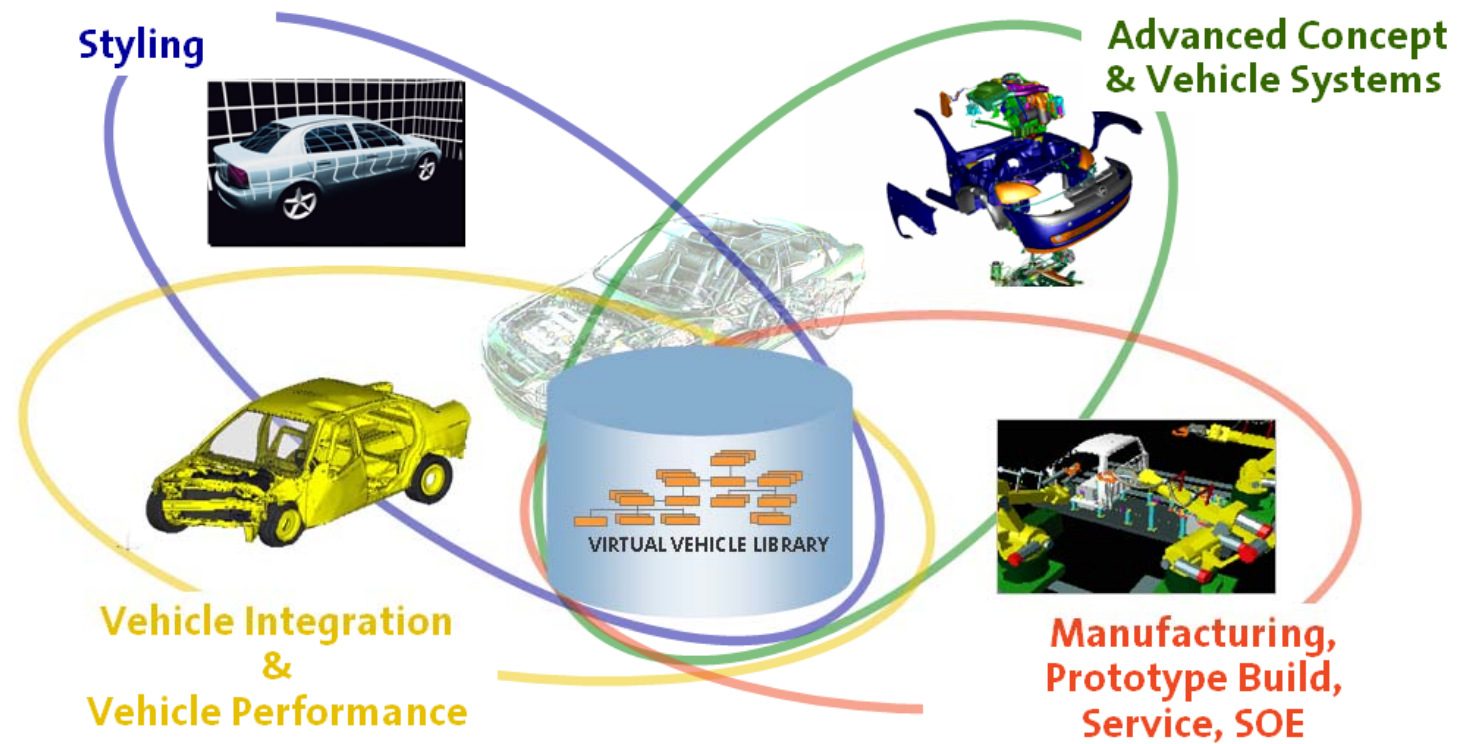 Styling
Advanced Concept
& Vehicle Systems
VIRTUAL VEHICLE LIBRARY
Vehicle Integration
&
Vehicle Performance
Manufacturing,
Prototype Build,
Service, SOE